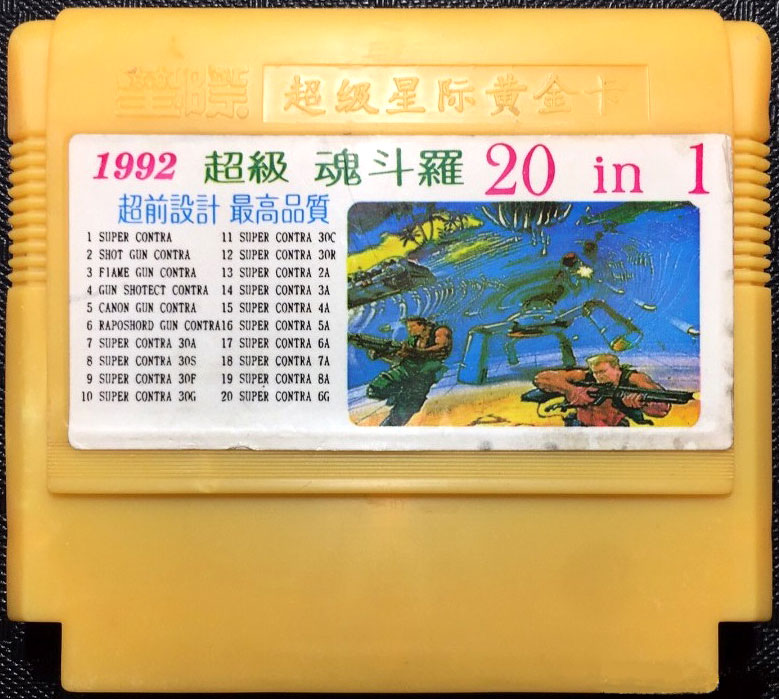 星际 超级星际黄金卡
1992 超級 魂斗羅 20 in 1
超前設計 最高品質
1 SUPER CONTRA
2 SHOT GUN CONTRA
3 F1AME GUN CONTRA
4 GUN SHOTECT CONTRA
5 CANON GUN CONTRA
6 RAPOSHORD GUN CONTRA
7 SUPER CONTRA 30A
8 SUPER CONTRA 30S
9 SUPER CONTRA 30F
10 SUPER CONTRA 30G
11 SUPER CONTRA 30C
12 SUPER CONTRA 30R
13 SUPER CONTRA 2A
14 SUPER CONTRA 3A
15 SUPER CONTRA 4A
16 SUPER CONTRA 5A
17 SUPER CONTRA 6A
18 SUPER CONTRA 7A
19 SUPER CONTRA 8A
20 SUPER CONTRA 6G